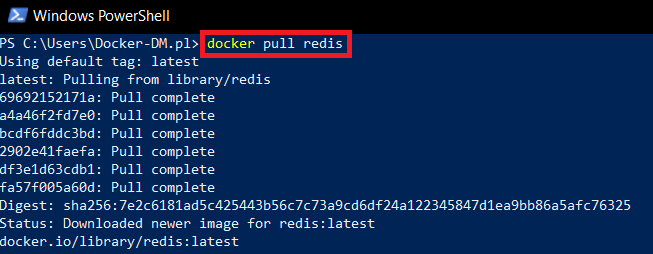 Windows PowerShell
PS C:\Users\Docker-DM.pl> docker pull redis
Using default tag: latest
latest: Pulling from library/redis
69692152171a: Pull complete
a4a46f2fd7e0: Pull complete
bcdf6fddc3bd: Pull complete
2902e41faefa: Pull complete
df3e1d63cdb1: Pull complete
fa57f005a60d: Pull complete
Digest: sha256:7e2c6181ad5c425443b56c7c73a9cd6df24a122345847d1ea9bb86a5afc76325
Status: Downloaded newer image for redis:latest
docker.io/library/redis:latest